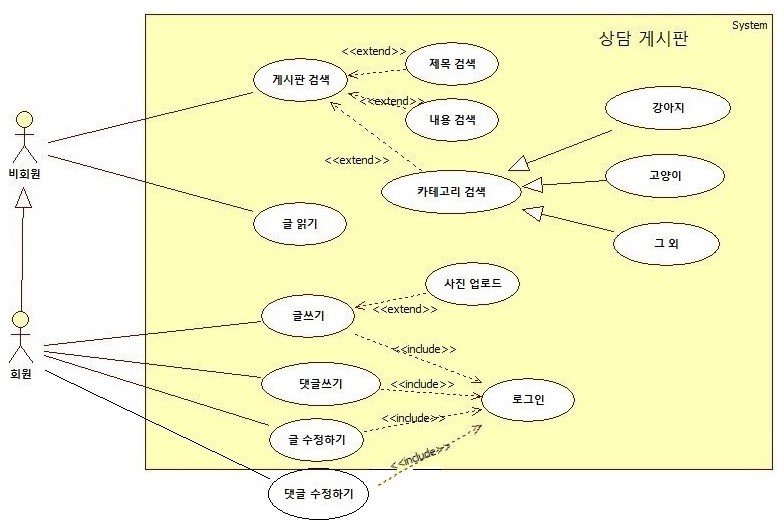 System
상담 게시판
<<extend>>
제목 검색
게시판 검색
<<extend>>
내용 검색
강아지
<<extend>>
비회원
고양이
카테고리 검색
글 읽기
그 외
사진 업로드
글쓰기
<<extend>>
<<include>>
회원
댓글쓰기
<<include>>
로그인
<<include>>
글 수정하기
<<include>>
댓글 수정하기